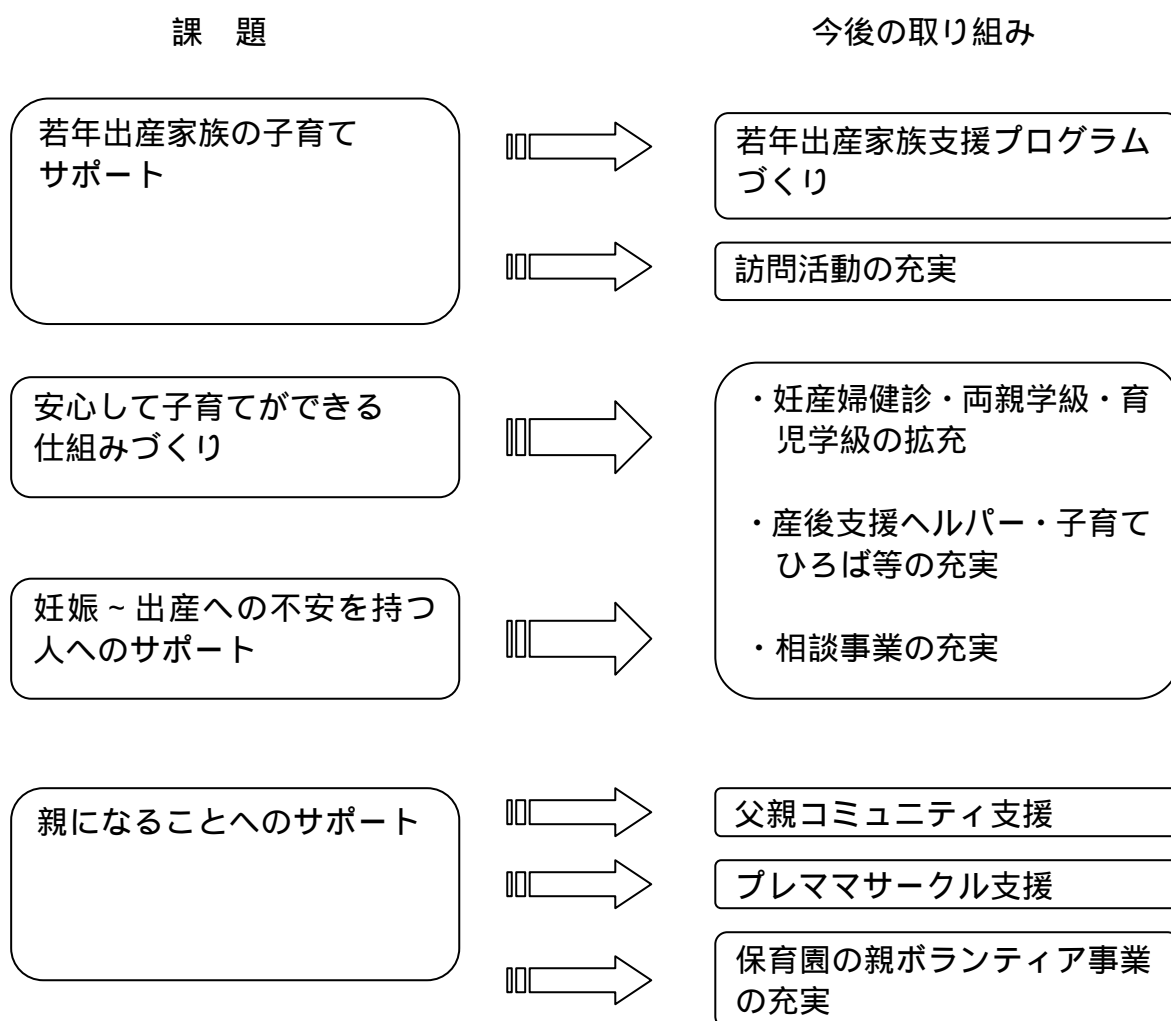 課　題
今後の取り組み
若年出産家族の子育て
サポート
若年出産家族支援プログラム
づくり
訪問活動の充実
安心して子育てができる
仕組みづくり
妊娠~出産への不安を持つ
人へのサポート
・妊産婦健診・両親学級・育
児学級の拡充
・産後支援ヘルパー・子育て
ひろば等の充実
・相談事業の充実
親になることへのサポート
父親コミュニティ支援
プレママサークル支援
保育園の親ボランティア事業
の充実